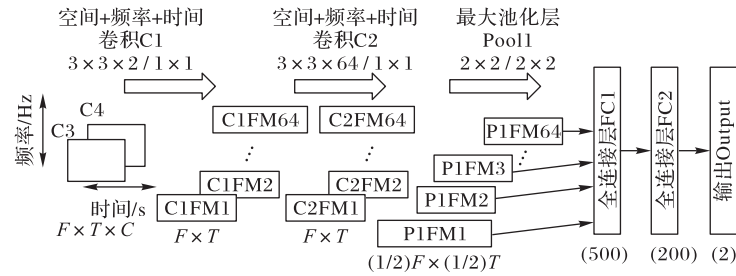 空间+频率+时间
卷积C1
3×3×2/1×1
空间+频率+时间
卷积C2
3×3×64/1×1
最大池化层
Pool1
2×2/2×2
频率/Hz
C4
C3
时间/s
F×T×C
C1FM64
⋮
C1FM2
C1FM1
F×T
C2FM64
⋮
C2FM2
C2FM1
F×T
P1FM64
⋮
P1FM3
P1FM2
P1FM1
(1/2)F×(1/2)T
全连接层FC1
(500)
全连接层FC2
(200)
输出Output
(2)